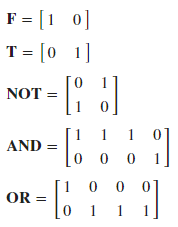 F = [1 0]
T = [0 1]
NOT = [0 1
1 0]
AND = [1 1 1 0
0 0 0 1]
OR = [1 0 0 0
0 1 1 1]